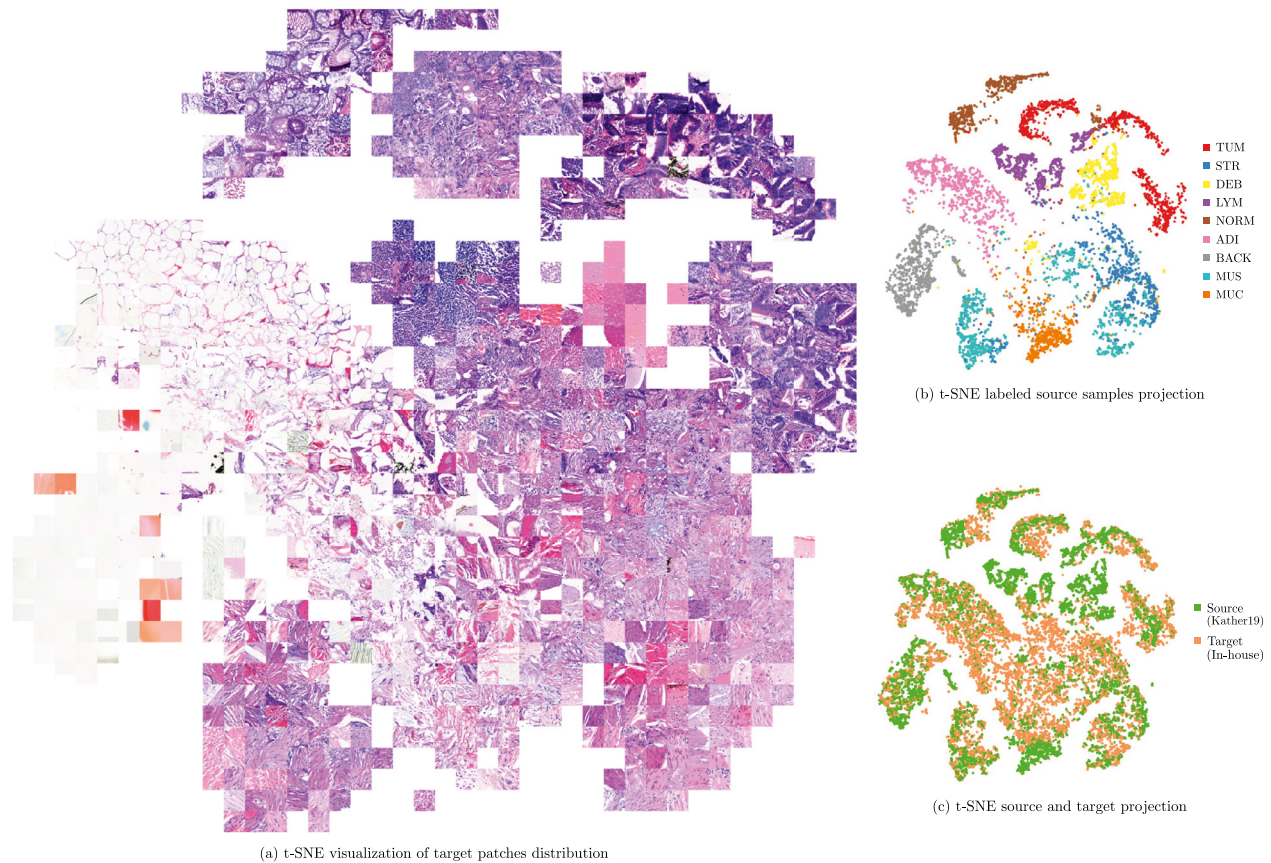 (a) t-SNE visualization of target patches distribution
TUM
STR
DEB
LYM
NORM
ADI
BACK
MUS
MUC
(b) t-SNE labeled source samples projection
Source
(Kather19)
Target
(In-house)
(c) t-SNE source and target projection